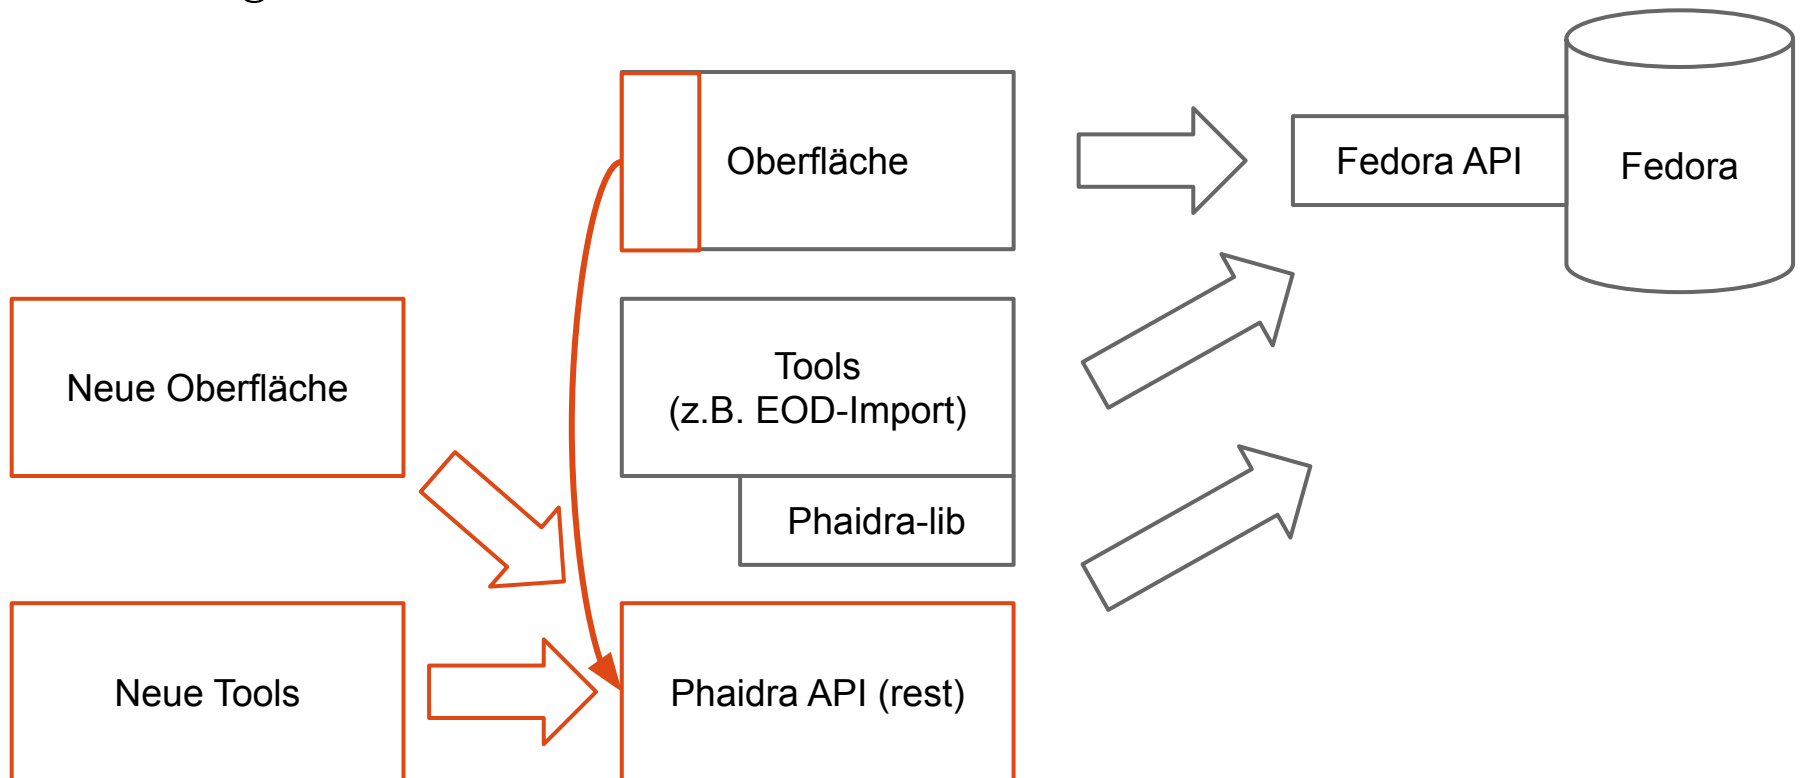 Oberfläche
Fedora API
Fedora
Neue Oberfläche
Tools
(z.B. EOD-Import)
Phaidra-lib
Neue Tools
Phaidra API (rest)